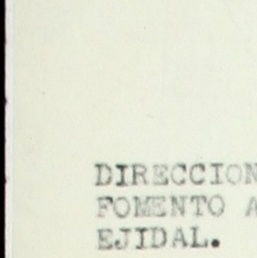 DIRECCION
FOMENTO A
EJIDAL.